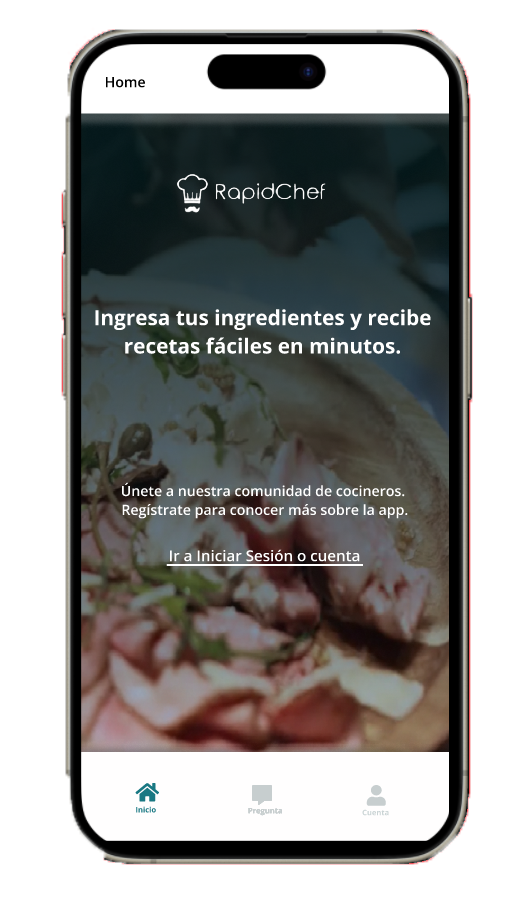 Home
RapidChef
Ingresa tus ingredientes y recibe
recetas fáciles en minutos.
Únete a nuestra comunidad de cocineros.
Regístrate para conocer más sobre la app.
Ir a Iniciar Sesión o cuenta
Inicio
Pregunta
Cuenta